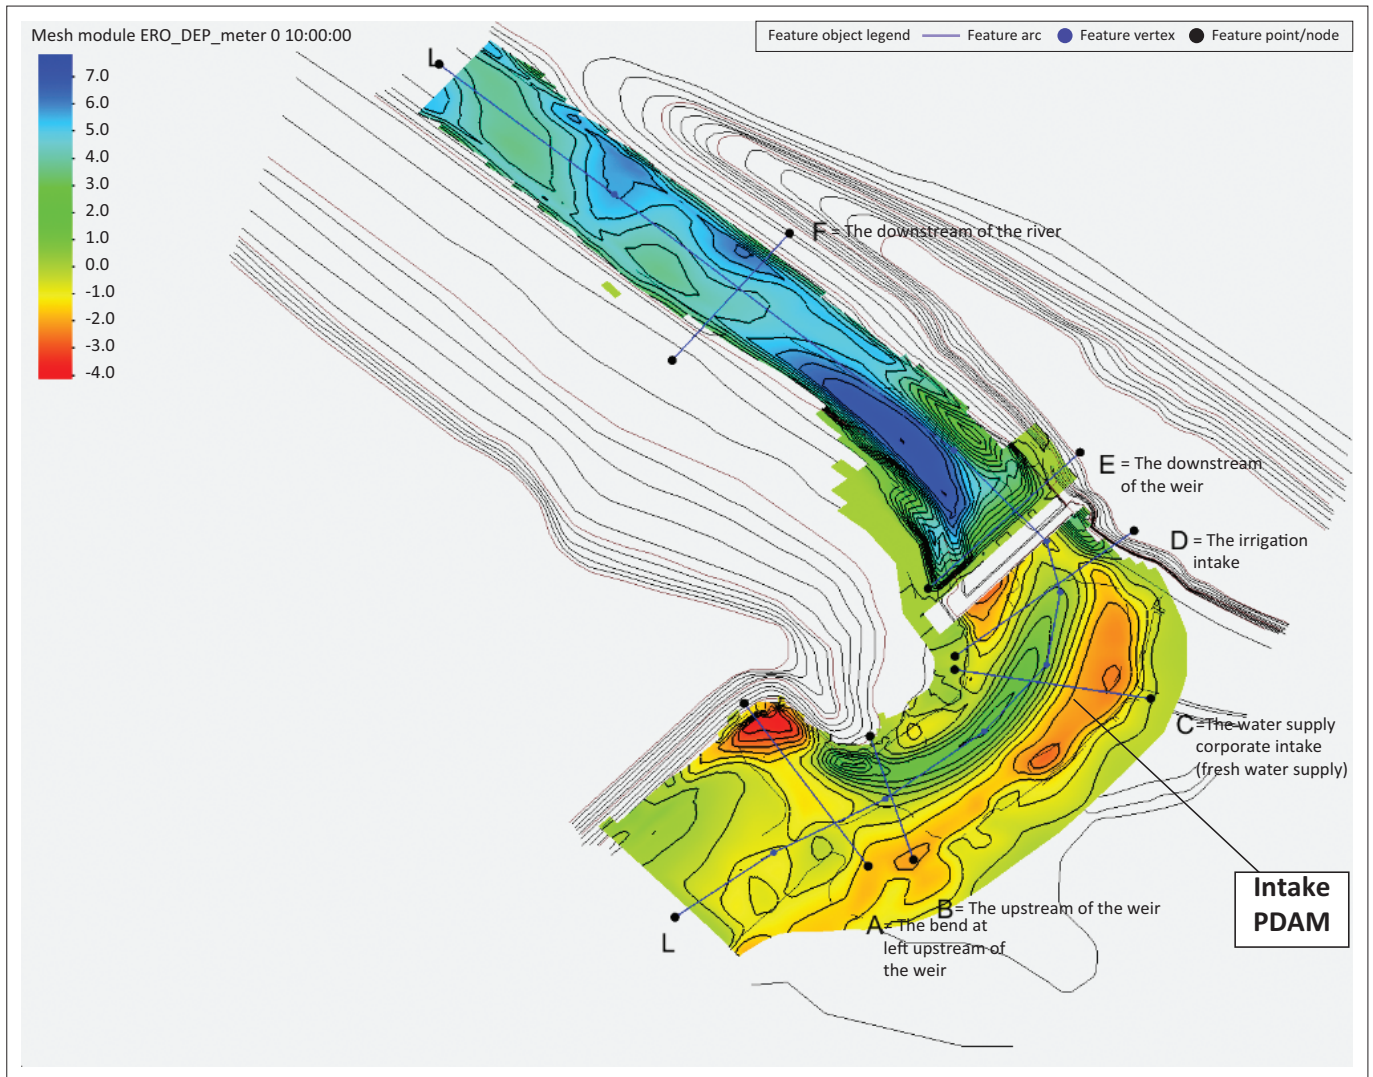 Mesh module ERO_DEP_meter 0 10:00:00
Feature object legend Feature arc Feature vertex Feature point/node
7.0
6.0
5.0
4.0
3.0
2.0
1.0
0.0
-1.0
-2.0
-3.0
-4.0
L
F = The downstream of the river
E = The downstream
of the weir
D = The irrigation
intake
C =The water supply
corporate intake
(fresh water supply)
Intake
PDAM
B = The upstream of the weir
A = The bend at
left upstream of
the weir
L